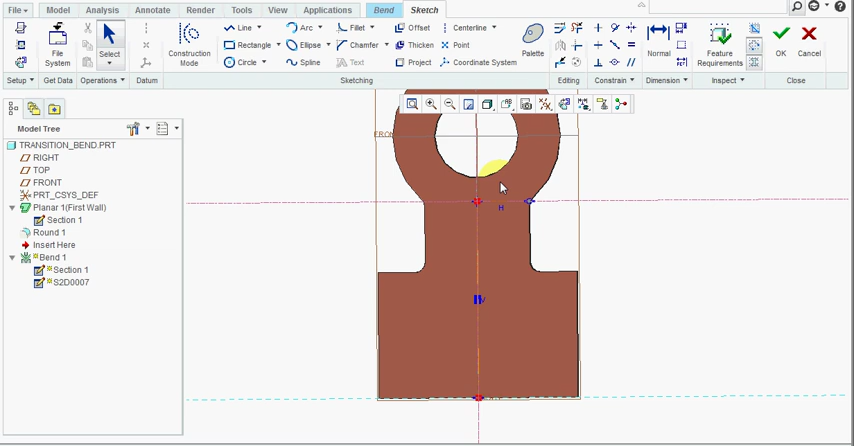 File Model Analysis Annotate Render Tools View Applications Bend Sketch
File System
Select
Construction Mode
Line Arc Fillet Offset Centerline
Rectangle Ellipse Chamfer Thicken Point
Circle Spline Text Project Coordinate System
Palette
Normal
Feature Requirements
OK
Cancel
Setup Get Data Operations Datum Sketching Editing Constrain Dimension Inspect Close
Model Tree
TRANSITION_BEND.PRT
RIGHT
TOP
FRONT
PRT_CSYS_DEF
Planar 1(First Wall)
Section 1
Round 1
Insert Here
Bend 1
Section 1
S2D0007
FRON
H
V